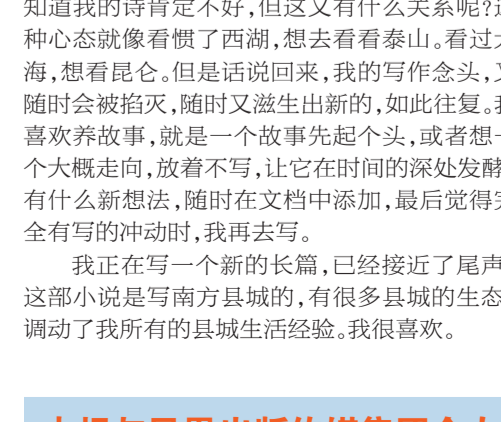 知道我的诗肯定不好,但这又有什么关系呢?这
种心态就像看惯了西湖,想去看看泰山。看过大
海,想看昆仑。但是话说回来,我的写作念头,又
随时会被掐灭,随时又滋生出新的,如此往复。我
喜欢养故事,就是一个故事先起个头,或者想一
个大概走向,放着不写,让它在时间的深处发酵
有什么新想法,随时在文档中添加,最后觉得完
全有写的冲动时,我再去写。
我正在写一个新的长篇,已经接近了尾声
这部小说是写南方县城的,有很多县城的生态
调动了我所有的县城生活经验。我很喜欢。